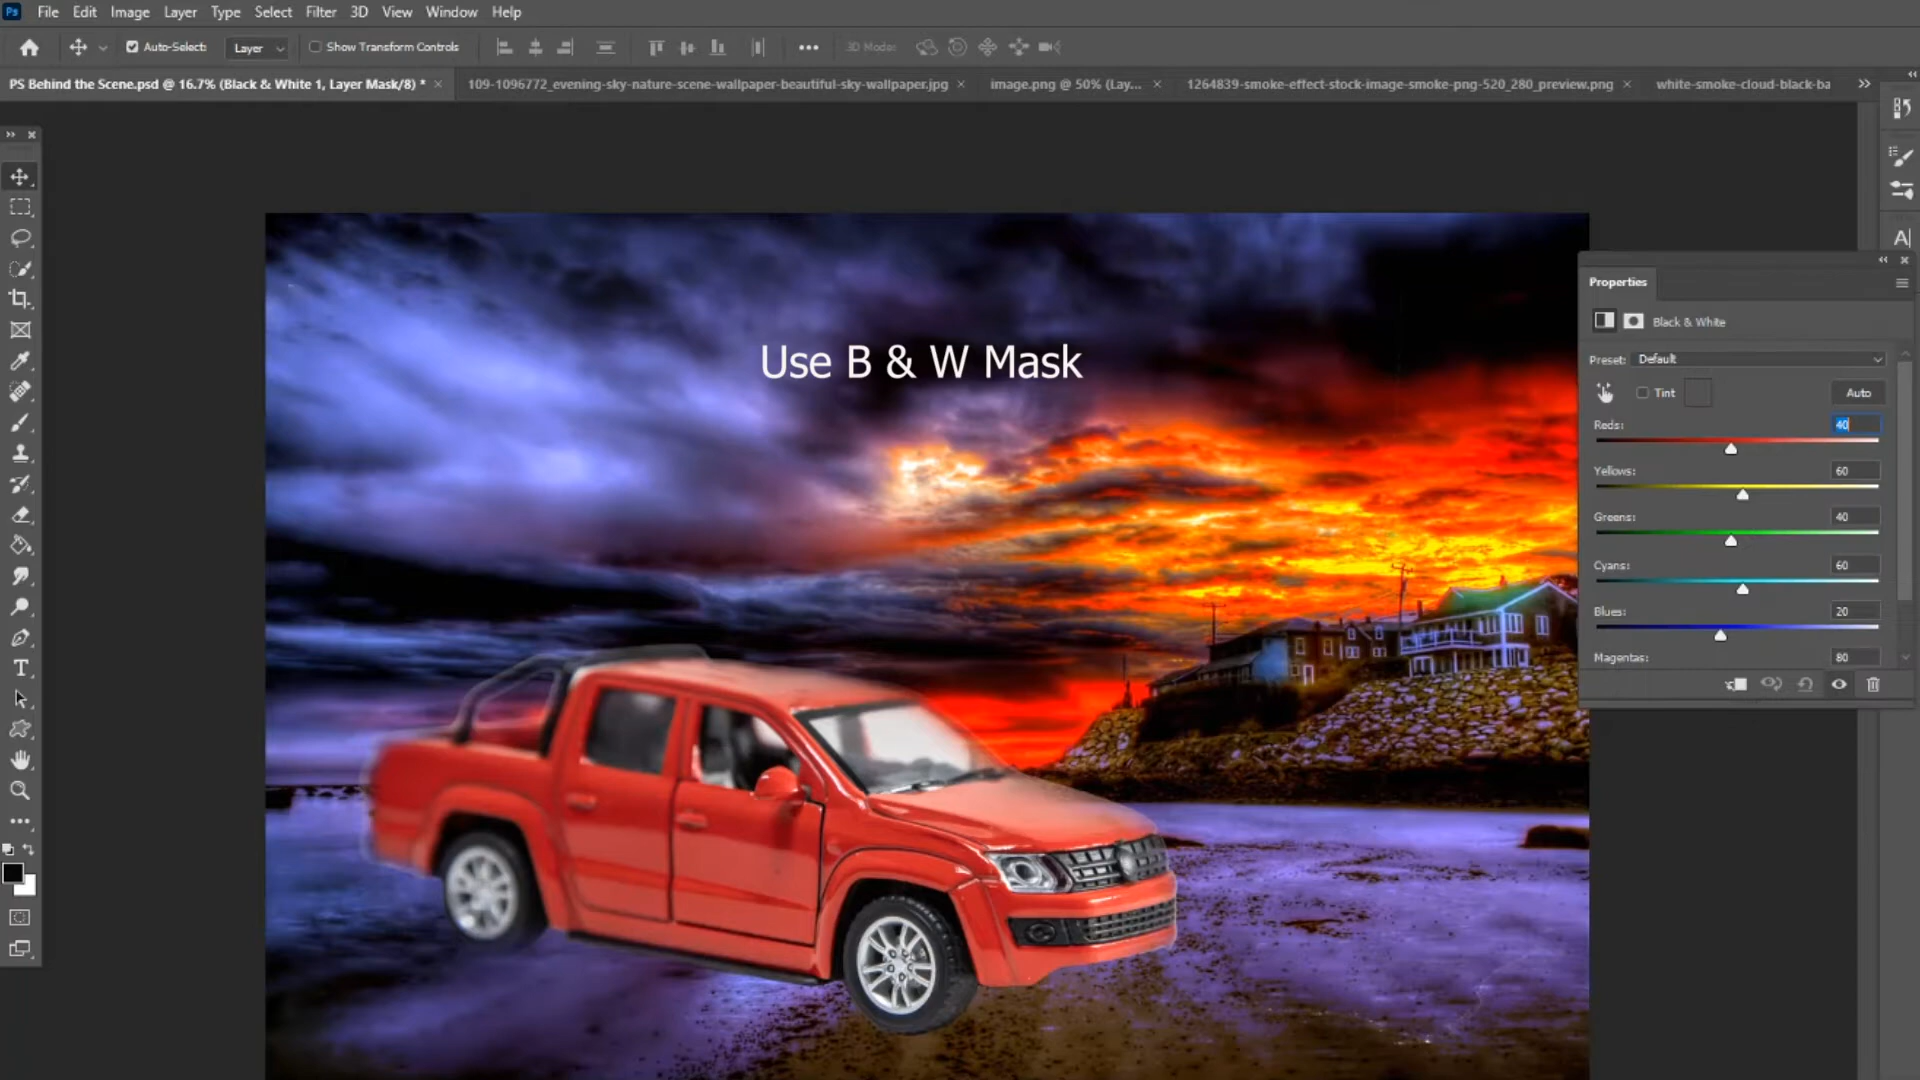 Ps File Edit Image Layer Type Select Filter 3D View Window Help
Auto-Select: Layer Show Transform Controls 3D Mode:
PS Behind the Scene.psd @ 16.7% (Black & White 1, Layer Mask/8) * 109-1096772_evening-sky-nature-scene-wallpaper-beautiful-sky-wallpaper.jpg image.png @ 50% (Lay... 1264839-smoke-effect-stock-image-smoke-png-520_280_preview.png white-smoke-cloud-black-ba
Use B & W Mask
Properties
Black & White
Preset: Default
Tint Auto
Reds: 40
Yellows: 60
Greens: 40
Cyans: 60
Blues: 20
Magentas: 80